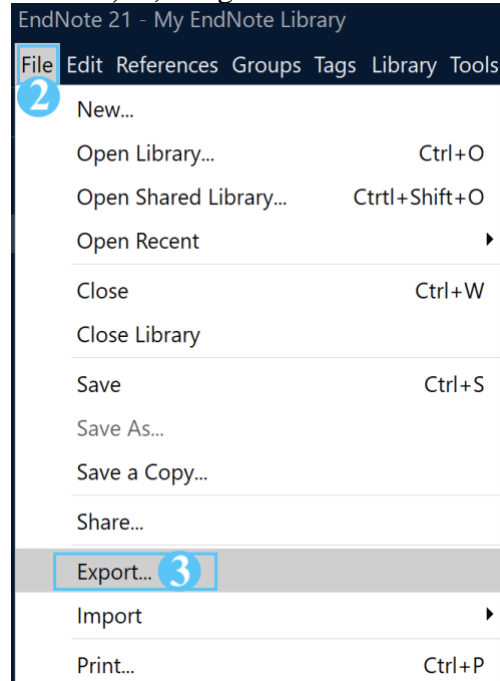 EndNote 21 - My EndNote Library
File Edit References Groups Tags Library Tools
2
New...
Open Library... Ctrl+O
Open Shared Library... Ctrtl+Shift+O
Open Recent
Close Ctrl+W
Close Library
Save Ctrl+S
Save As...
Save a Copy...
Share...
Export... 3
Import
Print... Ctrl+P